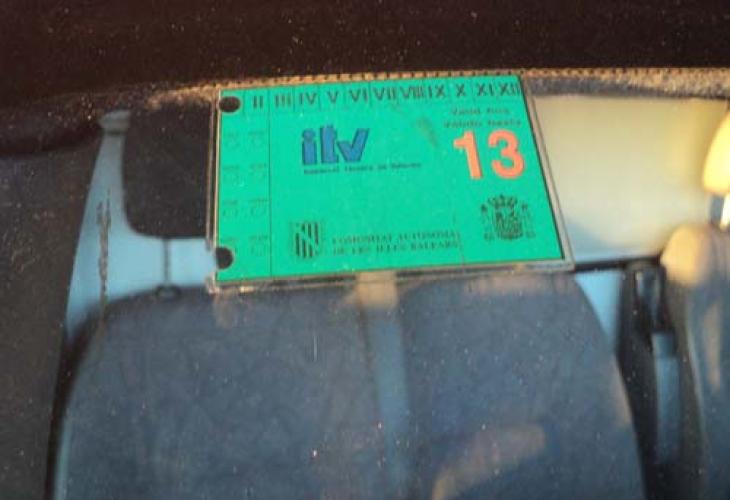 II III IV V VI VII VIII IX X XI XII
Vàlid fins
Válido hasta
itv
13
COMUNITAT AUTONOMA
DE LES ILLES BALEARS